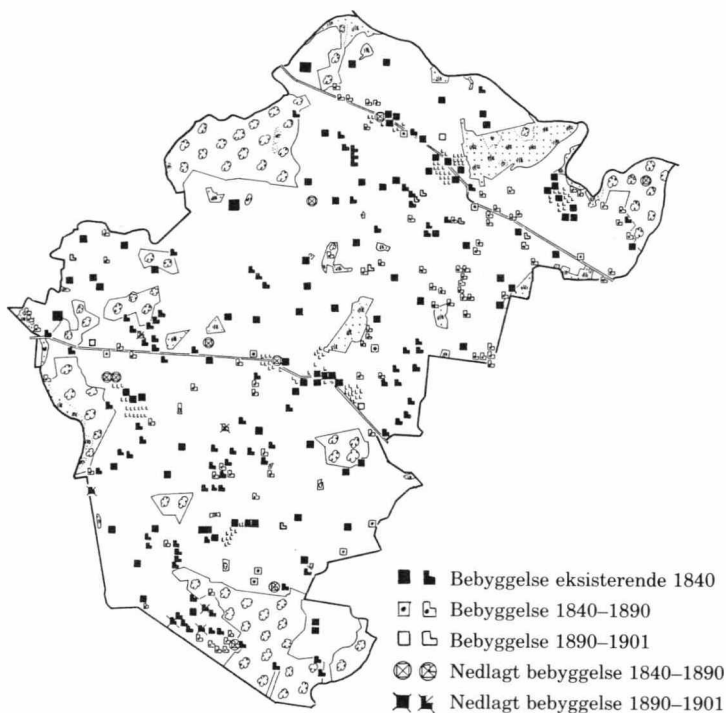 Bebyggelse eksisterende 1840
Bebyggelse 1840–1890
Bebyggelse 1890–1901
Nedlagt bebyggelse 1840–1890
Nedlagt bebyggelse 1890–1901